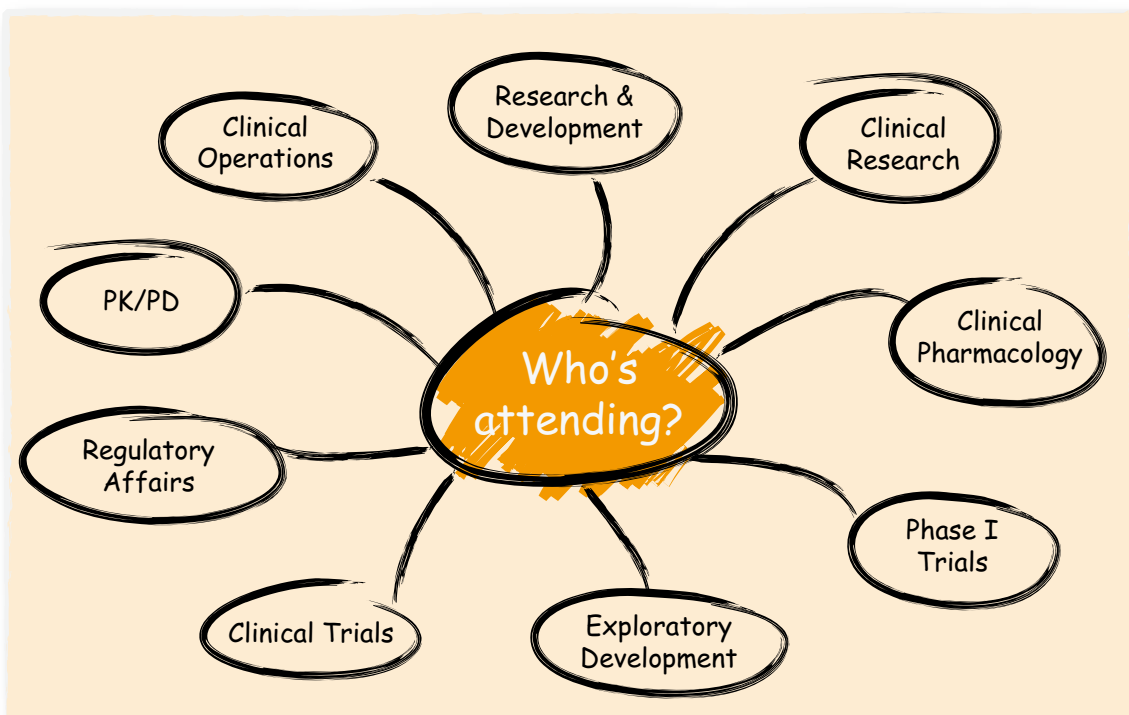 Research &
Development
Clinical
Operations
Clinical
Research
PK/PD
Clinical
Pharmacology
Who's
attending?
Regulatory
Affairs
Phase I
Trials
Clinical Trials
Exploratory
Development